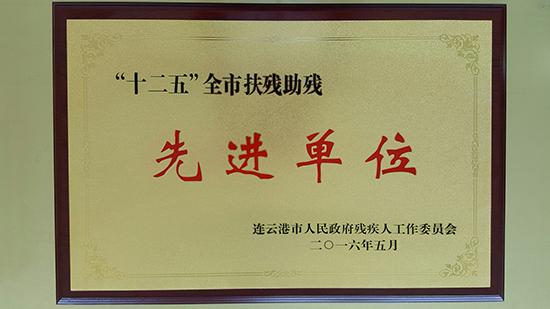 “十二五”全市扶残助残
先进单位
连云港市人民政府残疾人工作委员会
二〇一六年五月